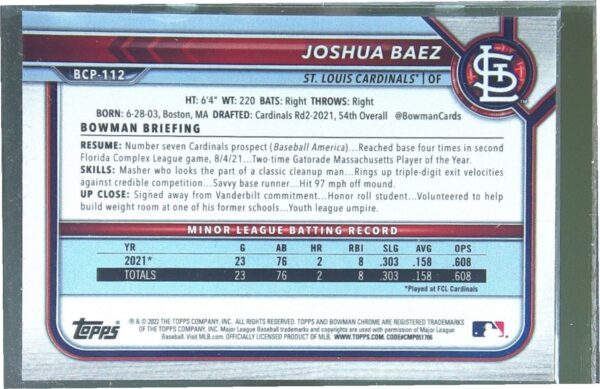 JOSHUA BAEZ
BCP-112
ST. LOUIS CARDINALS® | OF
HT: 6'4" WT: 220 BATS: Right THROWS: Right
BORN: 6-28-03, Boston, MA DRAFTED: Cardinals Rd2-2021, 54th Overall @BowmanCards
BOWMAN BRIEFING
RESUME: Number seven Cardinals prospect (Baseball America)...Reached base four times in second
Florida Complex League game, 8/4/21...Two-time Gatorade Massachusetts Player of the Year.
SKILLS: Masher who looks the part of a classic cleanup man...Rings up triple-digit exit velocities
against credible competition...Savvy base runner...Hit 97 mph off mound.
UP CLOSE: Signed away from Vanderbilt commitment...Honor roll student...Volunteered to help
build weight room at one of his former schools...Youth league umpire.
MINOR LEAGUE BATTING RECORD
YR G AB HR RBI SLG AVG OPS
2021* 23 76 2 8 .303 .158 .608
TOTALS 23 76 2 8 .303 .158 .608
*Played at FCL Cardinals
Topps
® & © 2022 THE TOPPS COMPANY, INC. ALL RIGHTS RESERVED. TOPPS AND BOWMAN CHROME ARE REGISTERED TRADEMARKS
OF THE TOPPS COMPANY, INC. Major League Baseball trademarks and copyrights are used with permission of Major League
Baseball. Visit MLB.com. OFFICIALLY LICENSED PRODUCT OF MLB. WWW.TOPPS.COM. CODE#CMP051706